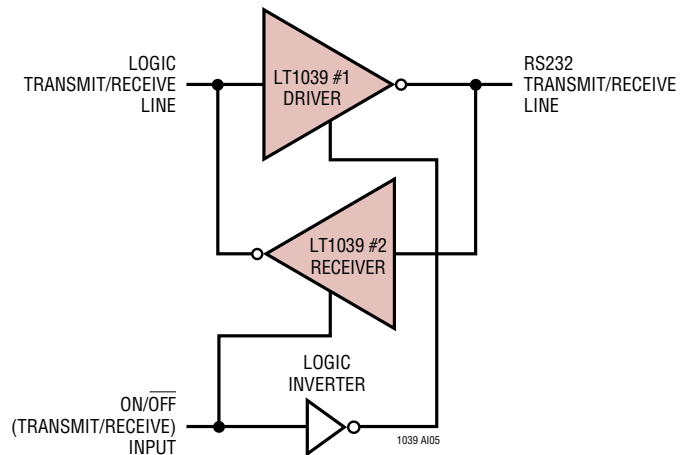 LOGIC
TRANSMIT/RECEIVE
LINE
LT1039 #1
DRIVER
RS232
TRANSMIT/RECEIVE
LINE
LT1039 #2
RECEIVER
LOGIC
INVERTER
ON/O̅F̅F̅
(TRANSMIT/RECEIVE)
INPUT
1039 AI05